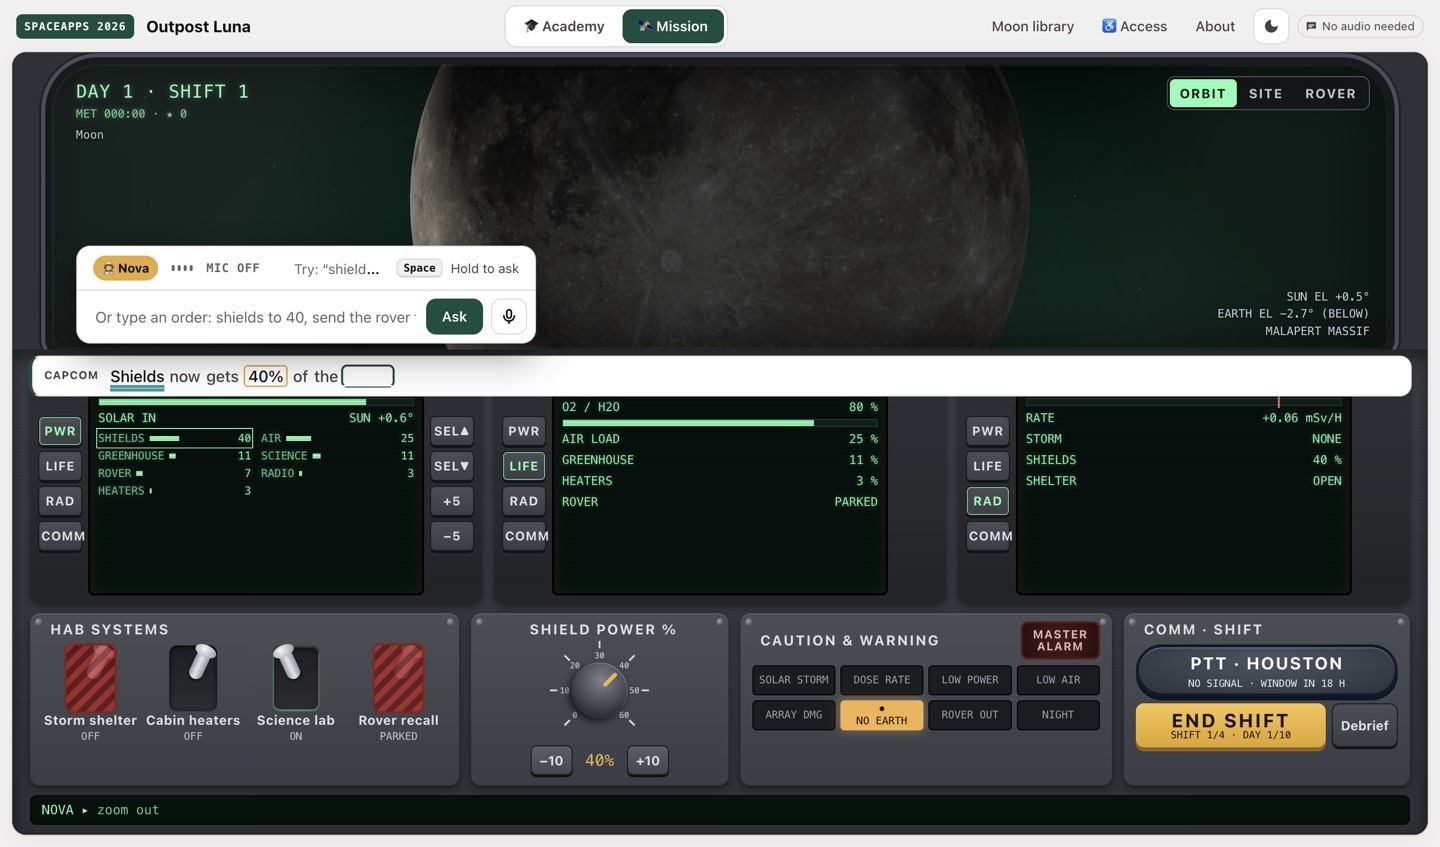 SPACEAPPS 2026 Outpost Luna
🎓 Academy 🛰️ Mission
Moon library ♿ Access About No audio needed
DAY 1 · SHIFT 1
MET 000:00 · ★ 0
Moon
ORBIT SITE ROVER
Nova MIC OFF Try: “shield... Space Hold to ask
Or type an order: shields to 40, send the rover Ask
SUN EL +0.5°
EARTH EL −2.7° (BELOW)
MALAPERT MASSIF
CAPCOM Shields now gets 40% of the
PWR
LIFE
RAD
COMM
SOLAR IN SUN +0.6°
SHIELDS 40 AIR 25
GREENHOUSE 11 SCIENCE 11
ROVER 7 RADIO 3
HEATERS 3
SEL▲
SEL▼
+5
−5
PWR
LIFE
RAD
COMM
O2 / H2O 80 %
AIR LOAD 25 %
GREENHOUSE 11 %
HEATERS 3 %
ROVER PARKED
PWR
LIFE
RAD
COMM
RATE +0.06 mSv/H
STORM NONE
SHIELDS 40 %
SHELTER OPEN
HAB SYSTEMS
Storm shelter Cabin heaters Science lab Rover recall
OFF OFF ON PARKED
SHIELD POWER %
0 10 20 30 40 50 60
−10 40% +10
CAUTION & WARNING
MASTER
ALARM
SOLAR STORM DOSE RATE LOW POWER LOW AIR
ARRAY DMG NO EARTH ROVER OUT NIGHT
COMM · SHIFT
PTT · HOUSTON
NO SIGNAL · WINDOW IN 18 H
END SHIFT
SHIFT 1/4 · DAY 1/10
Debrief
NOVA ▸ zoom out